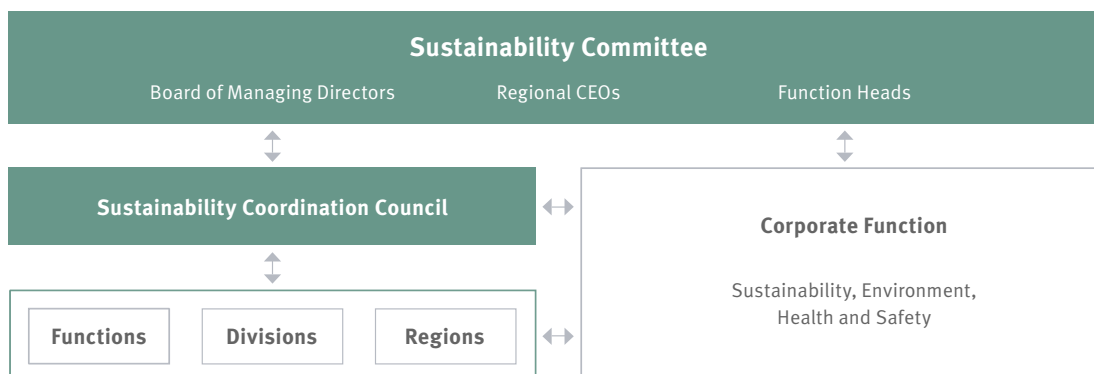 Sustainability Committee
Board of Managing Directors
Regional CEOs
Function Heads
Sustainability Coordination Council
Corporate Function
Sustainability, Environment,
Health and Safety
Functions
Divisions
Regions